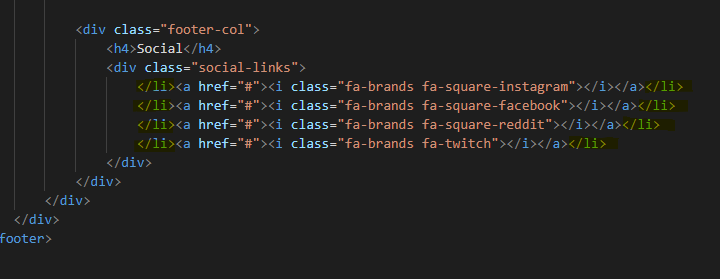 <div class="footer-col">
<h4>Social</h4>
<div class="social-links">
</li><a href="#"><i class="fa-brands fa-square-instagram"></i></a></li>
</li><a href="#"><i class="fa-brands fa-square-facebook"></i></a></li>
</li><a href="#"><i class="fa-brands fa-square-reddit"></i></a></li>
</li><a href="#"><i class="fa-brands fa-twitch"></i></a></li>
</div>
</div>
</div>
</div>
footer>